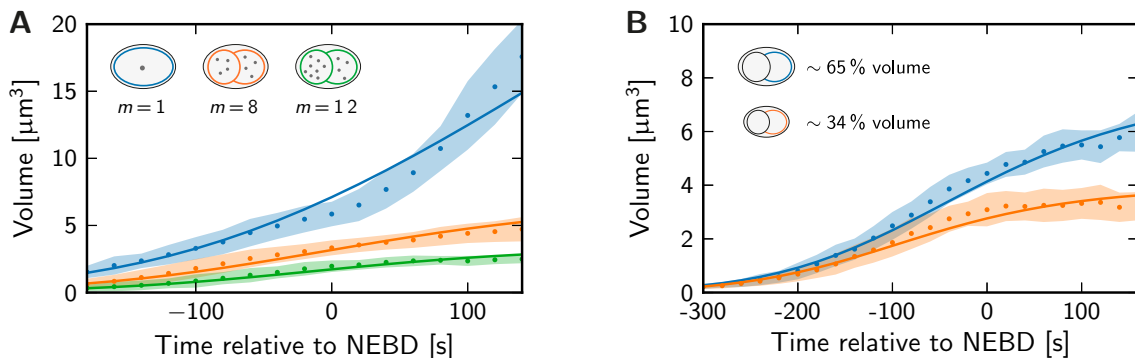 A
Volume [µm³]
20
15
10
5
0
m = 1
m = 8
m = 12
−100
0
100
Time relative to NEBD [s]
B
Volume [µm³]
10
8
6
4
2
0
~ 65 % volume
~ 34 % volume
-300
-200
-100
0
100
Time relative to NEBD [s]